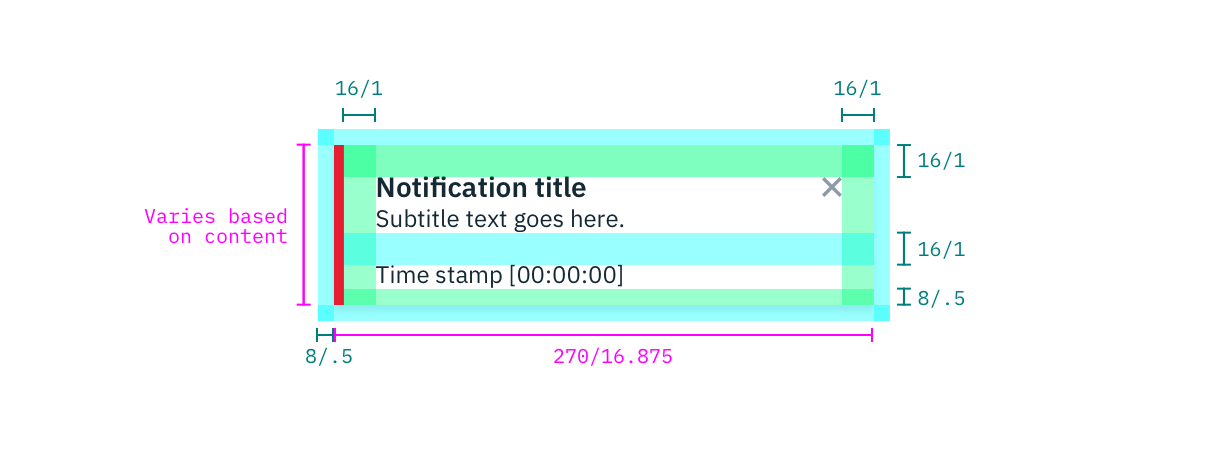 16/1
16/1
16/1
Notification title
Subtitle text goes here.
Varies based
on content
16/1
Time stamp [00:00:00]
8/.5
8/.5
270/16.875